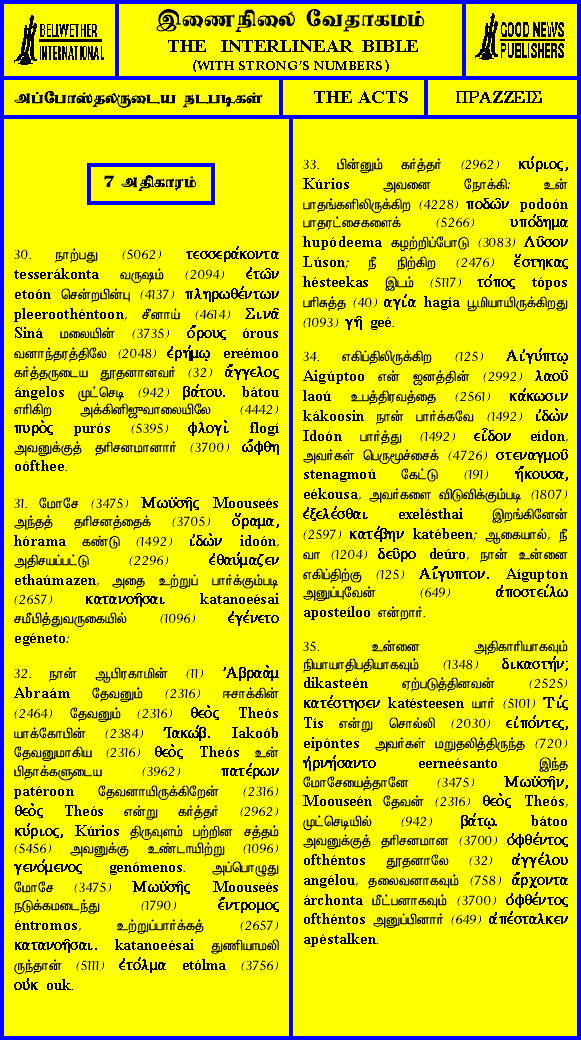 BELLWETHER
INTERNATIONAL
இணைநிலை வேதாகமம்
THE INTERLINEAR BIBLE
(WITH STRONG'S NUMBERS)
GOOD NEWS
PUBLISHERS
அப்போஸ்தலருடைய நடபடிகள்
THE ACTS
ΠΡΑΖΖΕΙΣ
7 அதிகாரம்
30. நாற்பது (5062) τεσσεράκοντα
tesserákonta வருஷம் (2094) ἐτῶν
etoón சென்றபின்பு (4137) πληρωθέντων
pleeroothéntoon, சீனாய் (4614) Σινᾶ
Siná மலையின் (3735) ὄρους órous
வனாந்தரத்திலே (2048) ἐρήμῳ ereémoo
கர்த்தருடைய தூதனானவர் (32) ἄγγελος
ángelos முட்செடி (942) βάτου. bátou
எரிகிற அக்கினிஜுவாலையிலே (4442)
πυρὸς purós (5395) φλογὶ flogí
அவனுக்குத் தரிசனமானார் (3700) ὤφθη
oófthee.
31. மோசே (3475) Μωϋσῆς Moouseés
அந்தத் தரிசனத்தைக் (3705) ὅραμα,
hórama கண்டு (1492) ἰδὼν idoón,
அதிசயப்பட்டு (2296) ἐθαύμαζεν
ethaúmazen, அதை உற்றுப் பார்க்கும்படி
(2657) κατανοῆσαι katanoeésai
சமீபித்துவருகையில் (1096) ἐγένετο
egéneto:
32. நான் ஆபிரகாமின் (11) Ἀβραὰμ
Abraám தேவனும் (2316) ஈசாக்கின்
(2464) தேவனும் (2316) θεὸς Theós
யாக்கோபின் (2384) Ἰακώβ. Iakoób
தேவனுமாகிய (2316) θεὸς Theós உன்
பிதாக்களுடைய (3962) πατέρων
patéroon தேவனாயிருக்கிறேன் (2316)
θεὸς Theós என்று கர்த்தர் (2962)
κύριος, Kúrios திருவுளம் பற்றின சத்தம்
(5456) அவனுக்கு உண்டாயிற்று (1096)
γενόμενος genómenos. அப்பொழுது
மோசே (3475) Μωϋσῆς Moouseés
நடுக்கமடைந்து (1790) ἔντρομος
éntromos, உற்றுப்பார்க்கத் (2657)
κατανοῆσαι. katanoeésai துணியாமலி
ருந்தான் (5111) ἐτόλμα etólma (3756)
οὐκ ouk.
33. பின்னும் கர்த்தர் (2962) κύριος,
Kúrios அவனை நோக்கி: உன்
பாதங்களிலிருக்கிற (4228) ποδῶν podoón
பாதரட்சைகளைக் (5266) υπόδημα
hupódeema கழற்றிப்போடு (3083) Λῦσον
Lúson; நீ நிற்கிற (2476) ἕστηκας
hésteekas இடம் (5117) τόπος tópos
பரிசுத்த (40) αγία hagía பூமியாயிருக்கிறது
(1093) γῆ geé.
34. எகிப்திலிருக்கிற (125) Αἰγύπτῳ
Aigúptoo என் ஜனத்தின் (2992) λαοῦ
laoú உபத்திரவத்தை (2561) κάκωσιν
kákoosin நான் பார்க்கவே (1492) ἰδὼν
Idoón பார்த்து (1492) εἶδον eídon,
அவர்கள் பெருமூச்சைக் (4726) στεναγμοῦ
stenagmoú கேட்டு (191) ἤκουσα,
eékousa, அவர்களை விடுவிக்கும்படி (1807)
ἐξελέσθαι exelésthai இறங்கினேன்
(2597) κατέβην katébeen; ஆகையால், நீ
வா (1204) δεῦρο deúro, நான் உன்னை
எகிப்திற்கு (125) Αἴγυπτον. Aígupton
அனுப்புவேன் (649) ἀποστείλω
aposteíloo என்றார்.
35. உன்னை அதிகாரியாகவும்
நியாயாதிபதியாகவும் (1348) δικαστήν;
dikasteén ஏற்படுத்தினவன் (2525)
κατέστησεν katésteesen யார் (5101) Τίς
Tís என்று சொல்லி (2030) εἰπόντες,
eipóntes அவர்கள் மறுதலித்திருந்த (720)
ἠρνήσαντο eerneésanto இந்த
மோசேயைத்தானே (3475) Μωυσῆν,
Moouseén தேவன் (2316) θεὸς Theós,
முட்செடியில் (942) βάτῳ. bátoo
அவனுக்குத் தரிசனமான (3700) ὀφθέντος
ofthéntos தூதனாலே (32) ἀγγέλου
angélou, தலைவனாகவும் (758) ἄρχοντα
árchonta மீட்பனாகவும் (3700) ὀφθέντος
ofthéntos அனுப்பினார் (649) ἀπέσταλκεν
apéstalken.